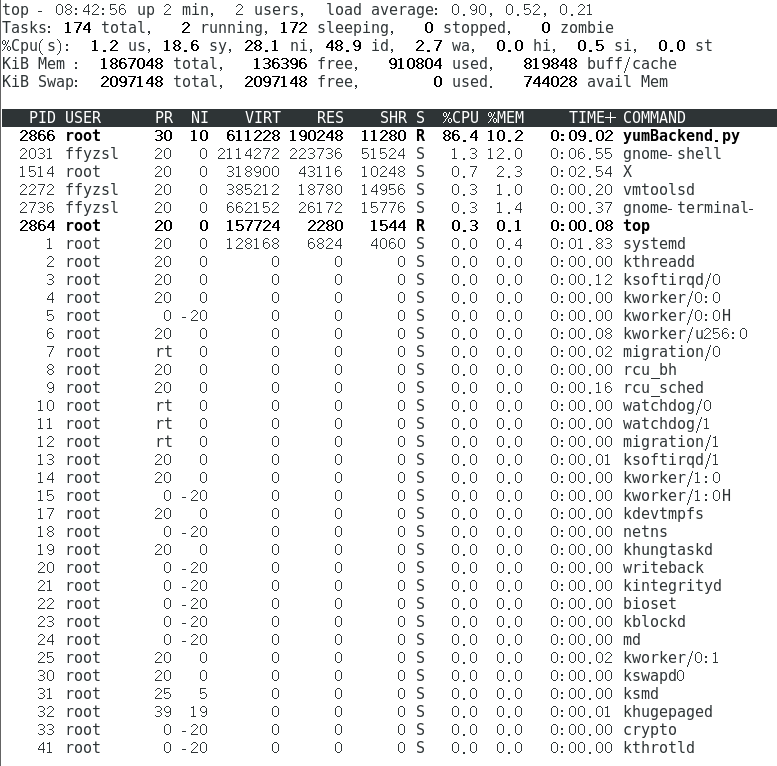 top - 08:42:56 up 2 min,  2 users,  load average: 0.90, 0.52, 0.21
Tasks: 174 total,   2 running, 172 sleeping,   0 stopped,   0 zombie
%Cpu(s):  1.2 us, 18.6 sy, 28.1 ni, 48.9 id,  2.7 wa,  0.0 hi,  0.5 si,  0.0 st
KiB Mem :  1867048 total,   136396 free,   910804 used,   819848 buff/cache
KiB Swap:  2097148 total,  2097148 free,        0 used.   744028 avail Mem
PID USER PR NI VIRT RES SHR S %CPU %MEM TIME+ COMMAND
2866 root 30 10 611228 190248 11280 R 86.4 10.2 0:09.02 yumBackend.py
2031 ffyzsl 20 0 2114272 223736 51524 S 1.3 12.0 0:06.55 gnome-shell
1514 root 20 0 318900 43116 10248 S 0.7 2.3 0:02.54 X
2272 ffyzsl 20 0 385212 18780 14956 S 0.3 1.0 0:00.20 vmtoolsd
2736 ffyzsl 20 0 662152 26172 15776 S 0.3 1.4 0:00.37 gnome-terminal-
2864 root 20 0 157724 2280 1544 R 0.3 0.1 0:00.08 top
1 root 20 0 128168 6824 4060 S 0.0 0.4 0:01.83 systemd
2 root 20 0 0 0 0 S 0.0 0.0 0:00.00 kthreadd
3 root 20 0 0 0 0 S 0.0 0.0 0:00.12 ksoftirqd/0
4 root 20 0 0 0 0 S 0.0 0.0 0:00.00 kworker/0:0
5 root 0 -20 0 0 0 S 0.0 0.0 0:00.00 kworker/0:0H
6 root 20 0 0 0 0 S 0.0 0.0 0:00.08 kworker/u256:0
7 root rt 0 0 0 0 S 0.0 0.0 0:00.02 migration/0
8 root 20 0 0 0 0 S 0.0 0.0 0:00.00 rcu_bh
9 root 20 0 0 0 0 S 0.0 0.0 0:00.16 rcu_sched
10 root rt 0 0 0 0 S 0.0 0.0 0:00.00 watchdog/0
11 root rt 0 0 0 0 S 0.0 0.0 0:00.00 watchdog/1
12 root rt 0 0 0 0 S 0.0 0.0 0:00.00 migration/1
13 root 20 0 0 0 0 S 0.0 0.0 0:00.01 ksoftirqd/1
14 root 20 0 0 0 0 S 0.0 0.0 0:00.00 kworker/1:0
15 root 0 -20 0 0 0 S 0.0 0.0 0:00.00 kworker/1:0H
17 root 20 0 0 0 0 S 0.0 0.0 0:00.00 kdevtmpfs
18 root 0 -20 0 0 0 S 0.0 0.0 0:00.00 netns
19 root 20 0 0 0 0 S 0.0 0.0 0:00.00 khungtaskd
20 root 0 -20 0 0 0 S 0.0 0.0 0:00.00 writeback
21 root 0 -20 0 0 0 S 0.0 0.0 0:00.00 kintegrityd
22 root 0 -20 0 0 0 S 0.0 0.0 0:00.00 bioset
23 root 0 -20 0 0 0 S 0.0 0.0 0:00.00 kblockd
24 root 0 -20 0 0 0 S 0.0 0.0 0:00.00 md
25 root 20 0 0 0 0 S 0.0 0.0 0:00.02 kworker/0:1
30 root 20 0 0 0 0 S 0.0 0.0 0:00.00 kswapd0
31 root 25 5 0 0 0 S 0.0 0.0 0:00.00 ksmd
32 root 39 19 0 0 0 S 0.0 0.0 0:00.01 khugepaged
33 root 0 -20 0 0 0 S 0.0 0.0 0:00.00 crypto
41 root 0 -20 0 0 0 S 0.0 0.0 0:00.00 kthrotld